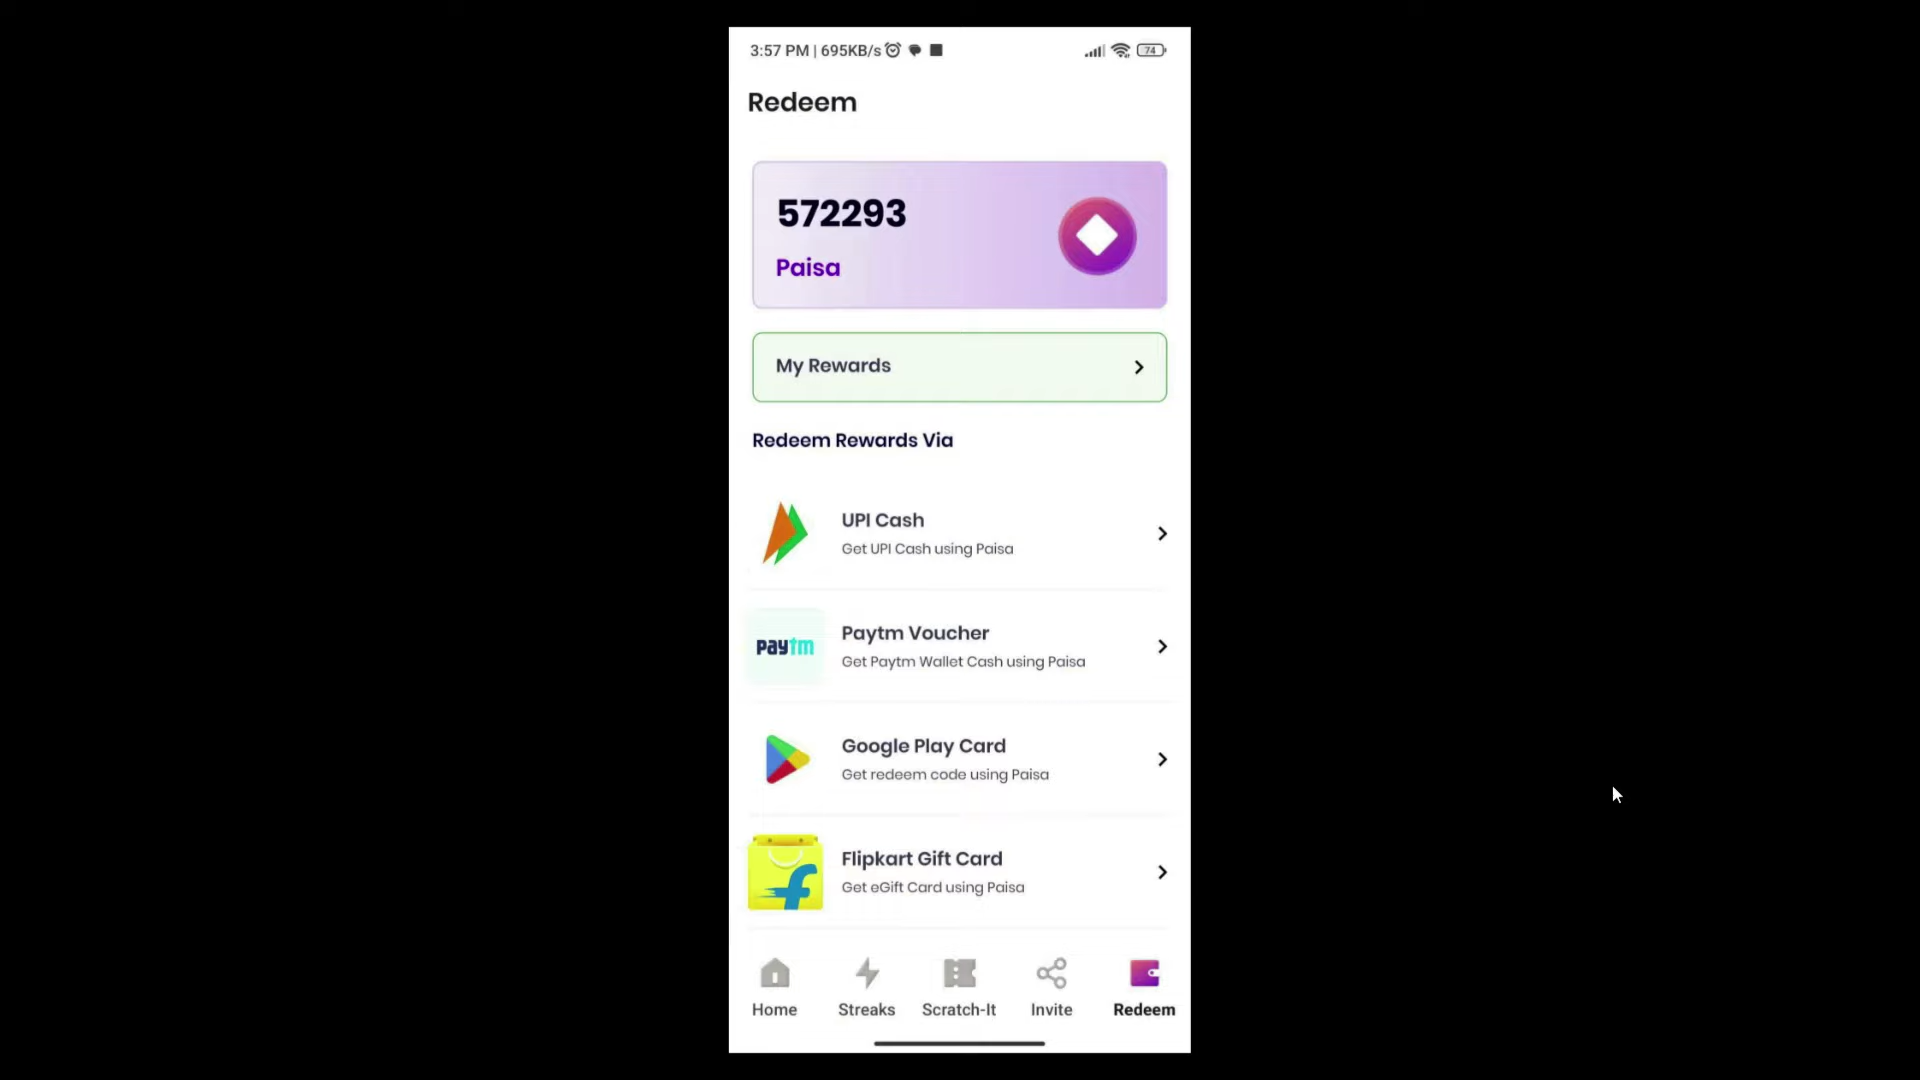 3:57 PM | 695KB/s
74
Redeem
572293
Paisa
My Rewards
Redeem Rewards Via
UPI Cash
Get UPI Cash using Paisa
paytm
Paytm Voucher
Get Paytm Wallet Cash using Paisa
Google Play Card
Get redeem code using Paisa
f
Flipkart Gift Card
Get eGift Card using Paisa
Home
Streaks
Scratch-It
Invite
Redeem